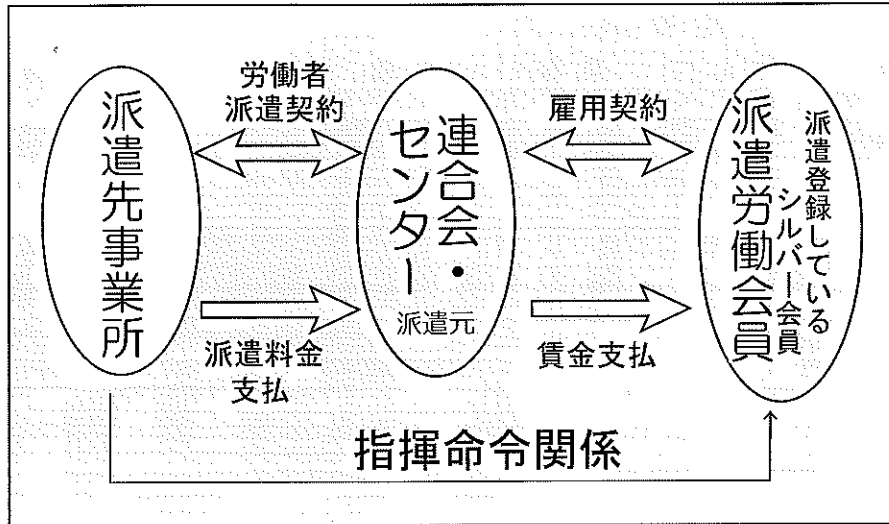 派遣先事業所
労働者
派遣契約
派遣料金
支払
連合会・
センター
派遣元
雇用契約
賃金支払
派遣登録している
シルバー会員
派遣労働会員
指揮命令関係